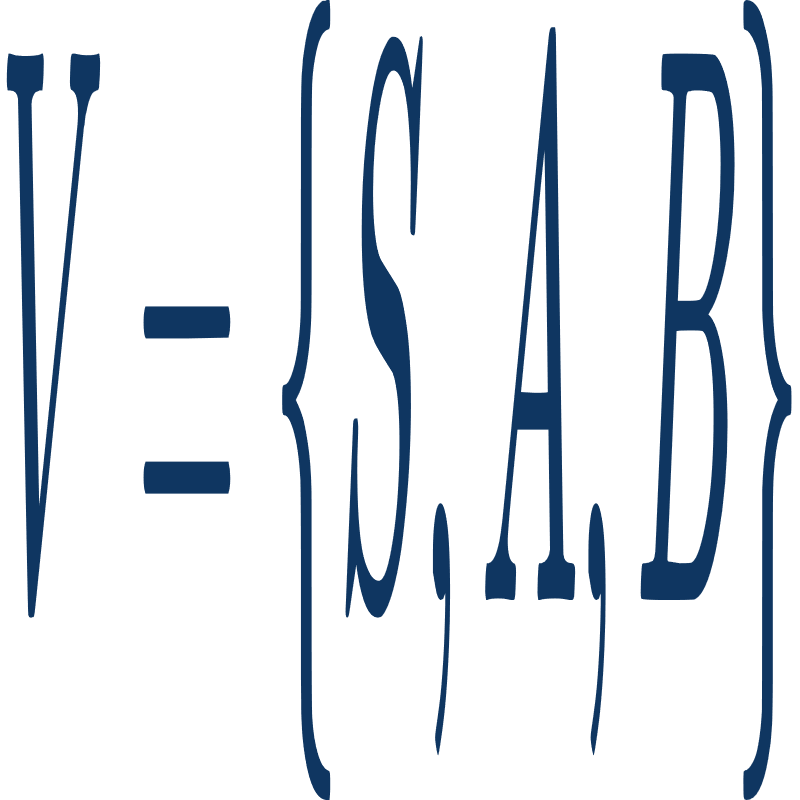 V = {S, A, B}